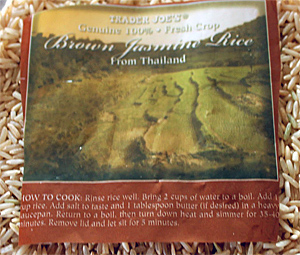 TRADER JOE'S®
Genuine 100% • Fresh Crop
Brown Jasmine Rice
From Thailand
HOW TO COOK: Rinse rice well. Bring 2 cups of water to a boil. Add 1
cup rice. Add salt to taste and 1 tablespoon butter (if desired) in a heavy
saucepan. Return to a boil, then turn down heat and simmer for 35-40
minutes. Remove lid and let sit for 5 minutes.